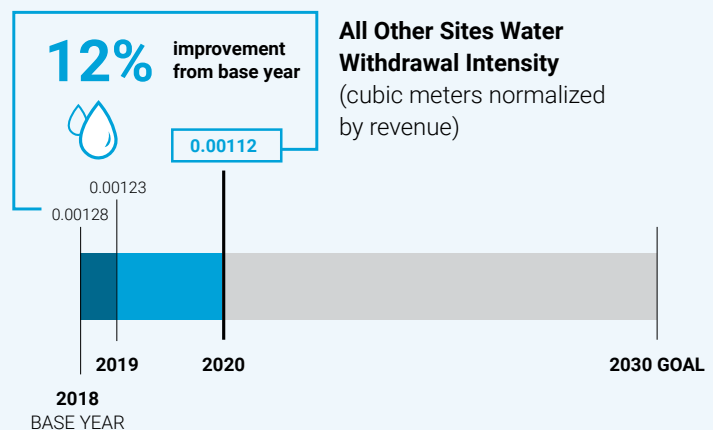 12%
improvement
from base year
All Other Sites Water
Withdrawal Intensity
(cubic meters normalized
by revenue)
0.00112
0.00123
0.00128
2019
2020
2030 GOAL
2018
BASE YEAR